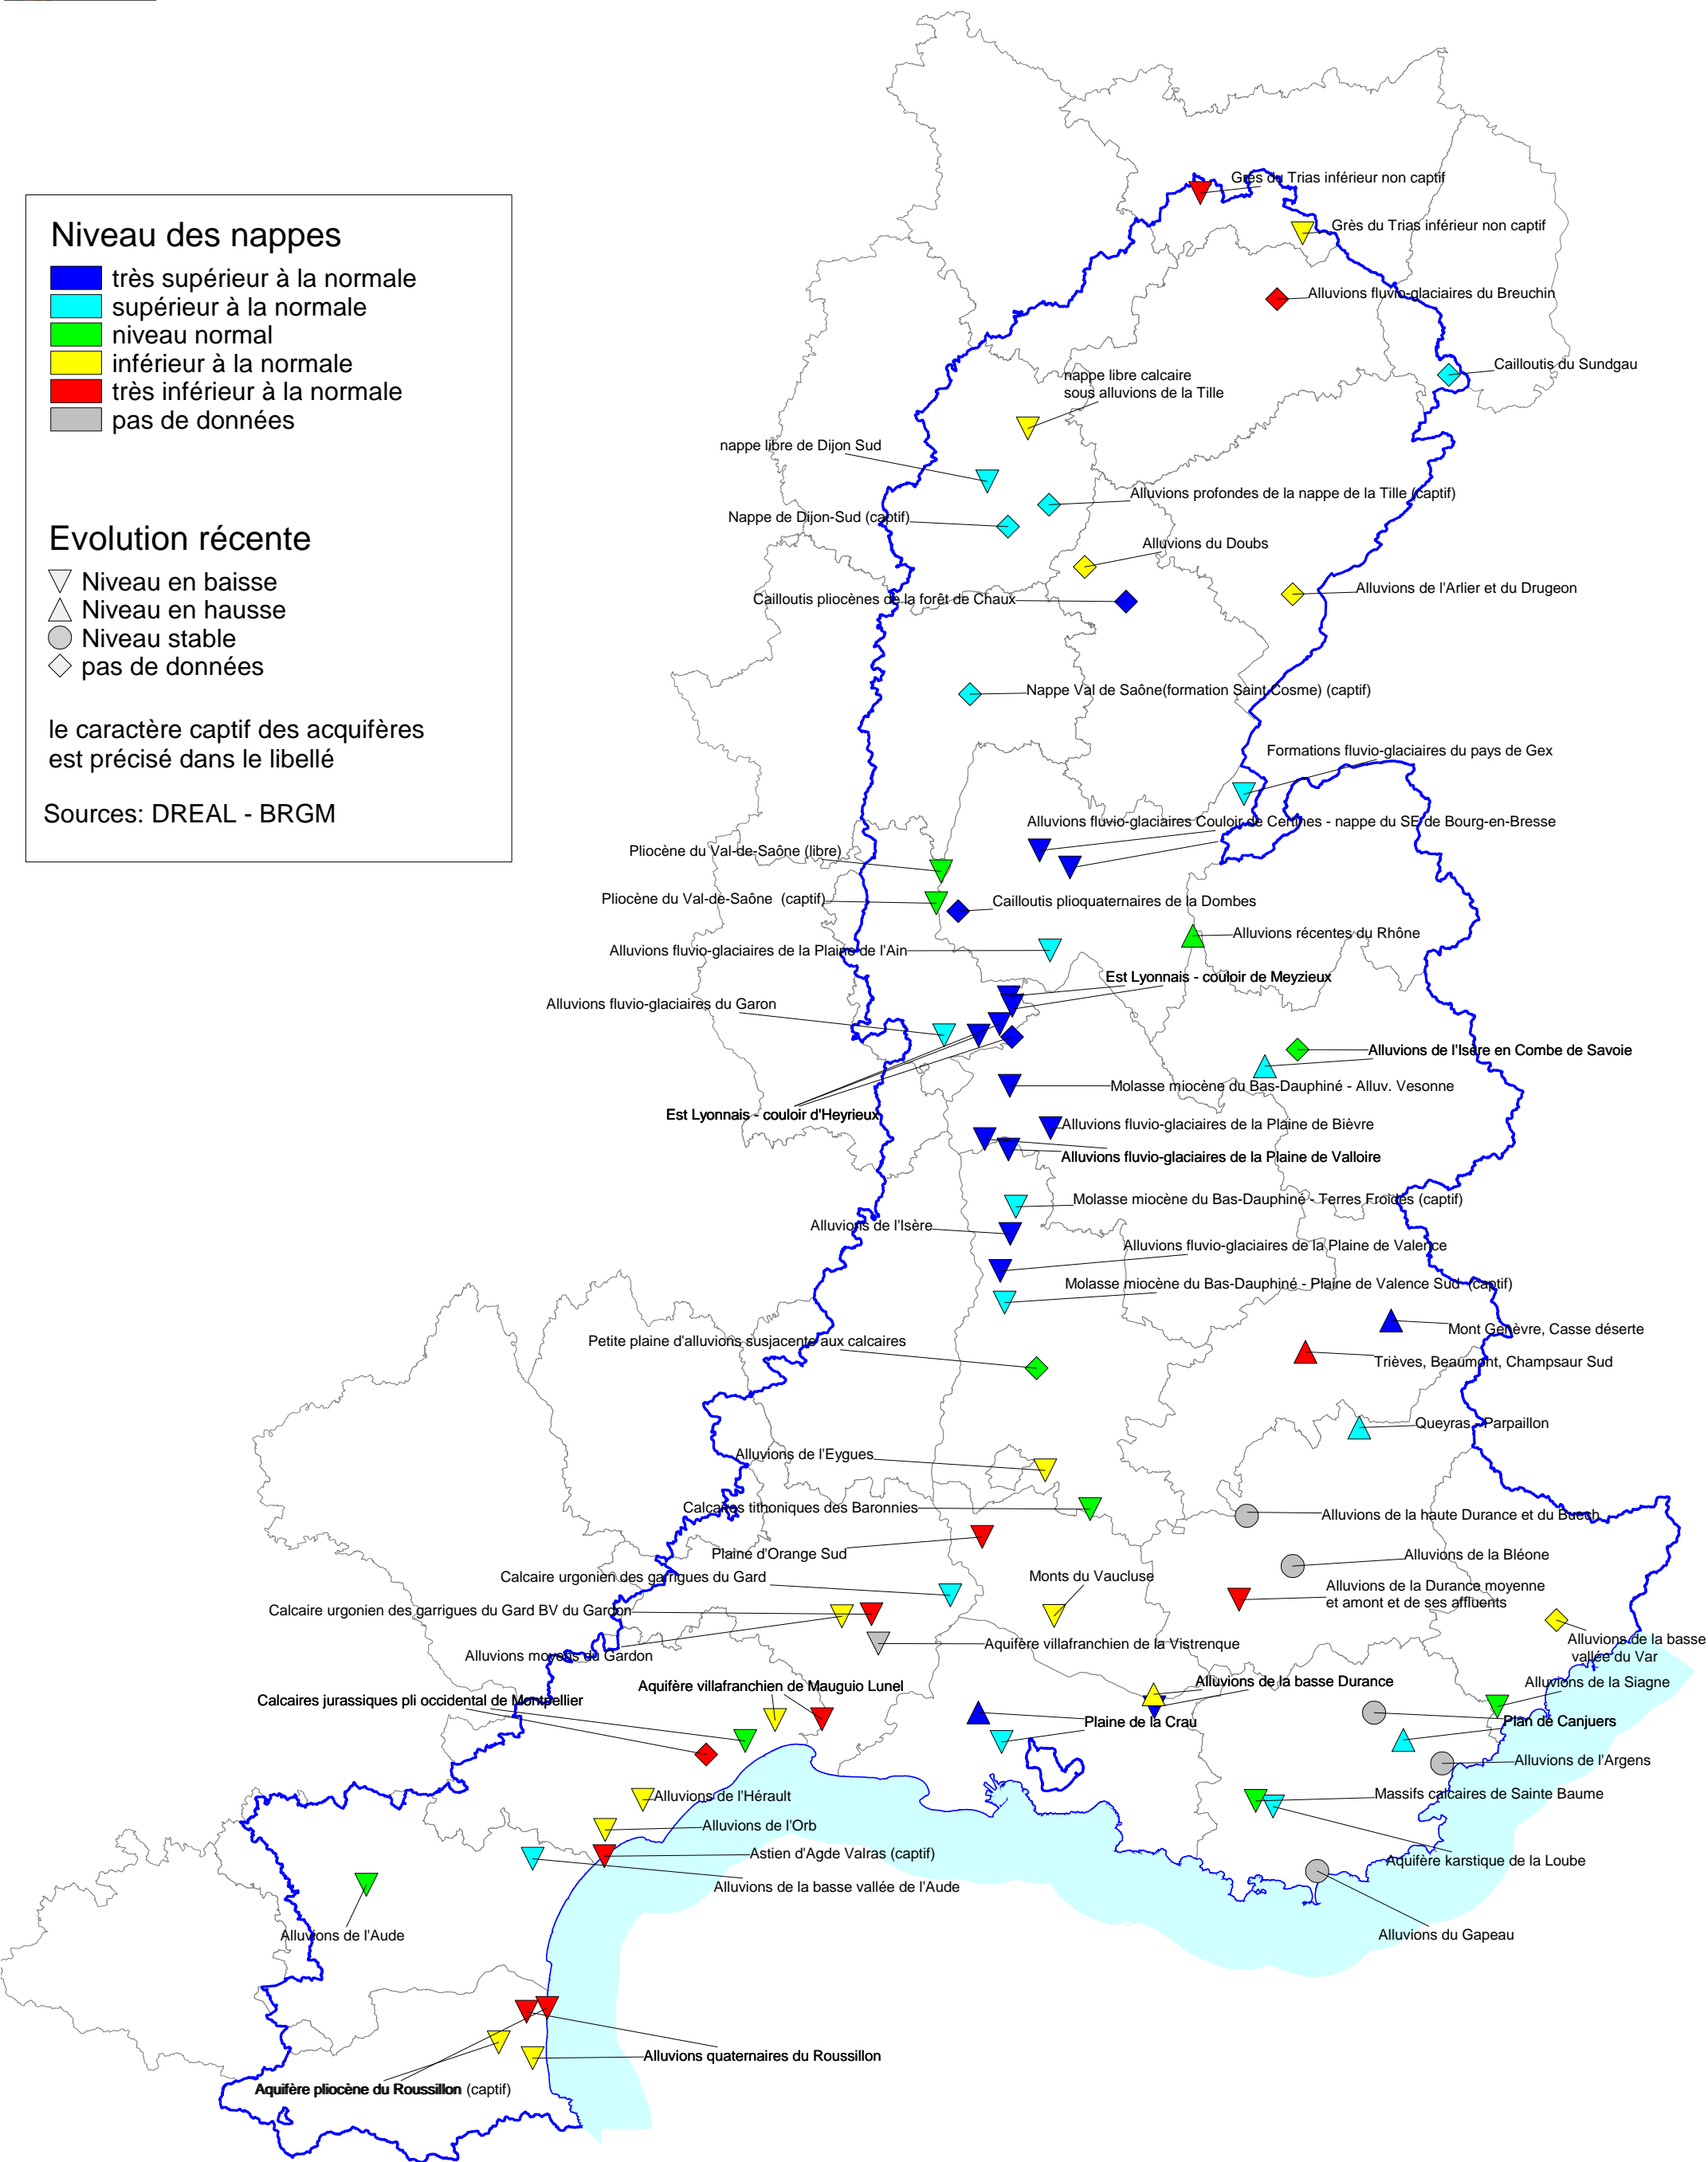 Niveau des nappes
très supérieur à la normale
supérieur à la normale
niveau normal
inférieur à la normale
très inférieur à la normale
pas de données
Evolution récente
Niveau en baisse
Niveau en hausse
Niveau stable
pas de données
le caractère captif des acquifères
est précisé dans le libellé
Sources: DREAL - BRGM
Grès du Trias inférieur non captif
Grès du Trias inférieur non captif
Alluvions fluvio-glaciaires du Breuchin
Cailloutis du Sundgau
nappe libre calcaire
sous alluvions de la Tille
nappe libre de Dijon Sud
Alluvions profondes de la nappe de la Tille (captif)
Nappe de Dijon-Sud (captif)
Alluvions du Doubs
Alluvions de l'Arlier et du Drugeon
Cailloutis pliocènes de la forêt de Chaux
Nappe Val de Saône(formation Saint Cosme) (captif)
Formations fluvio-glaciaires du pays de Gex
Alluvions fluvio-glaciaires Couloir de Certines - nappe du SE de Bourg-en-Bresse
Pliocène du Val-de-Saône (libre)
Pliocène du Val-de-Saône (captif)
Cailloutis plioquaternaires de la Dombes
Alluvions récentes du Rhône
Alluvions fluvio-glaciaires de la Plaine de l'Ain
Est Lyonnais - couloir de Meyzieux
Alluvions fluvio-glaciaires du Garon
Alluvions de l'Isère en Combe de Savoie
Molasse miocène du Bas-Dauphiné - Alluv. Vesonne
Est Lyonnais - couloir d'Heyrieux
Alluvions fluvio-glaciaires de la Plaine de Bièvre
Alluvions fluvio-glaciaires de la Plaine de Valloire
Molasse miocène du Bas-Dauphiné - Terres Froides (captif)
Alluvions de l'Isère
Alluvions fluvio-glaciaires de la Plaine de Valence
Molasse miocène du Bas-Dauphiné - Plaine de Valence Sud (captif)
Mont Genèvre, Casse déserte
Petite plaine d'alluvions susjacente aux calcaires
Trièves, Beaumont, Champsaur Sud
Queyras - Parpaillon
Alluvions de l'Eygues
Calcaires tithoniques des Baronnies
Alluvions de la haute Durance et du Buech
Plaine d'Orange Sud
Alluvions de la Bléone
Calcaire urgonien des garrigues du Gard
Monts du Vaucluse
Alluvions de la Durance moyenne
et amont et de ses affluents
Calcaire urgonien des garrigues du Gard BV du Gardon
Alluvions de la basse
vallée du Var
Aquifère villafranchien de la Vistrenque
Alluvions moyens du Gardon
Alluvions de la basse Durance
Alluvions de la Siagne
Aquifère villafranchien de Mauguio Lunel
Calcaires jurassiques pli occidental de Montpellier
Plaine de la Crau
Plan de Canjuers
Alluvions de l'Argens
Alluvions de l'Hérault
Massifs calcaires de Sainte Baume
Alluvions de l'Orb
Astien d'Agde Valras (captif)
Aquifère karstique de la Loube
Alluvions de la basse vallée de l'Aude
Alluvions de l'Aude
Alluvions du Gapeau
Alluvions quaternaires du Roussillon
Aquifère pliocène du Roussillon (captif)